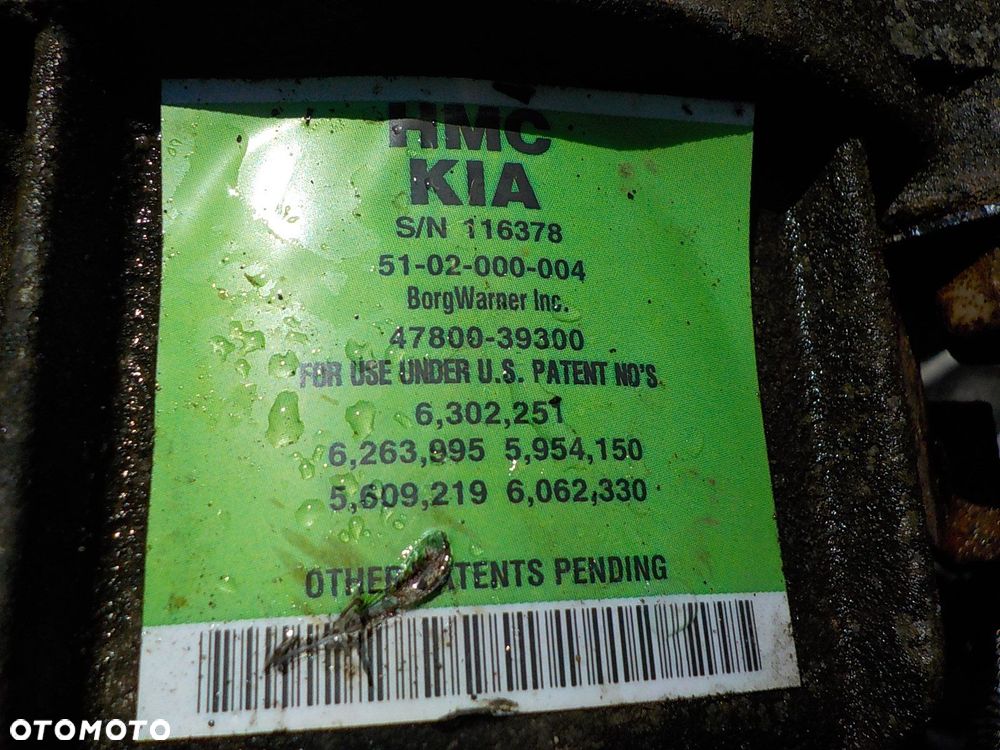 HMC
KIA
S/N 116378
51-02-000-004
BorgWarner Inc.
47800-39300
FOR USE UNDER U.S. PATENT NO'S
6,302,251
6,263,995 5,954,150
5,609,219 6,062,330
OTHER PATENTS PENDING
OTOMOTO